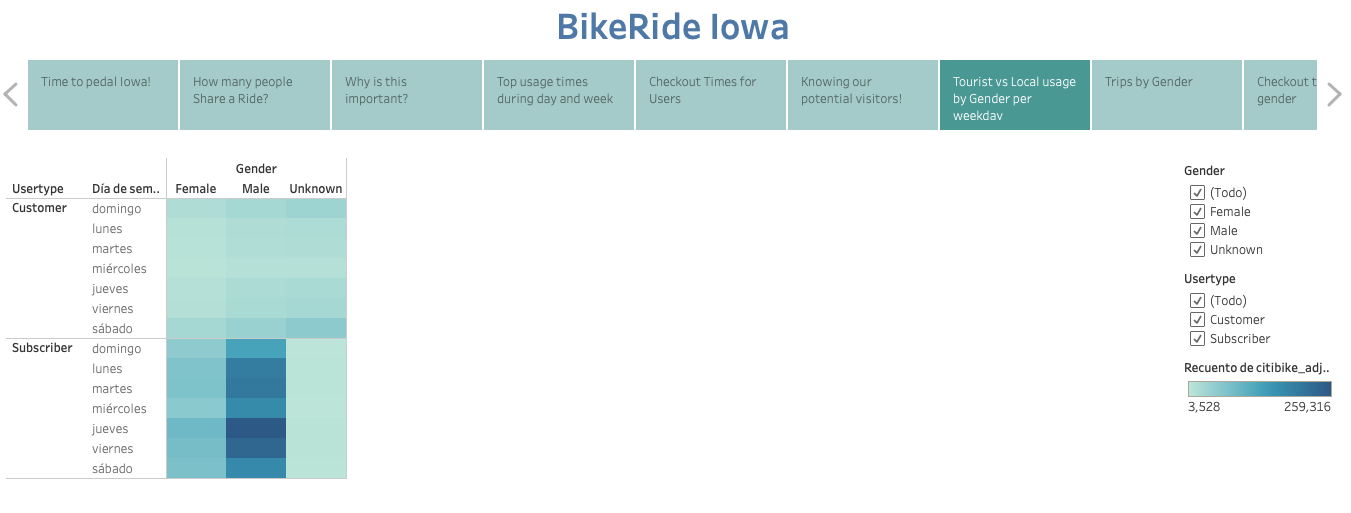 BikeRide Iowa
Time to pedal Iowa!
How many people
Share a Ride?
Why is this
important?
Top usage times
during day and week
Checkout Times for
Users
Knowing our
potential visitors!
Tourist vs Local usage
by Gender per
weekday
Trips by Gender
Checkout t
gender
Gender
Usertype Día de sem.. Female Male Unknown
Customer domingo
lunes
martes
miércoles
jueves
viernes
sábado
Subscriber domingo
lunes
martes
miércoles
jueves
viernes
sábado
Gender
(Todo)
Female
Male
Unknown
Usertype
(Todo)
Customer
Subscriber
Recuento de citibike_adj..
3,528 259,316